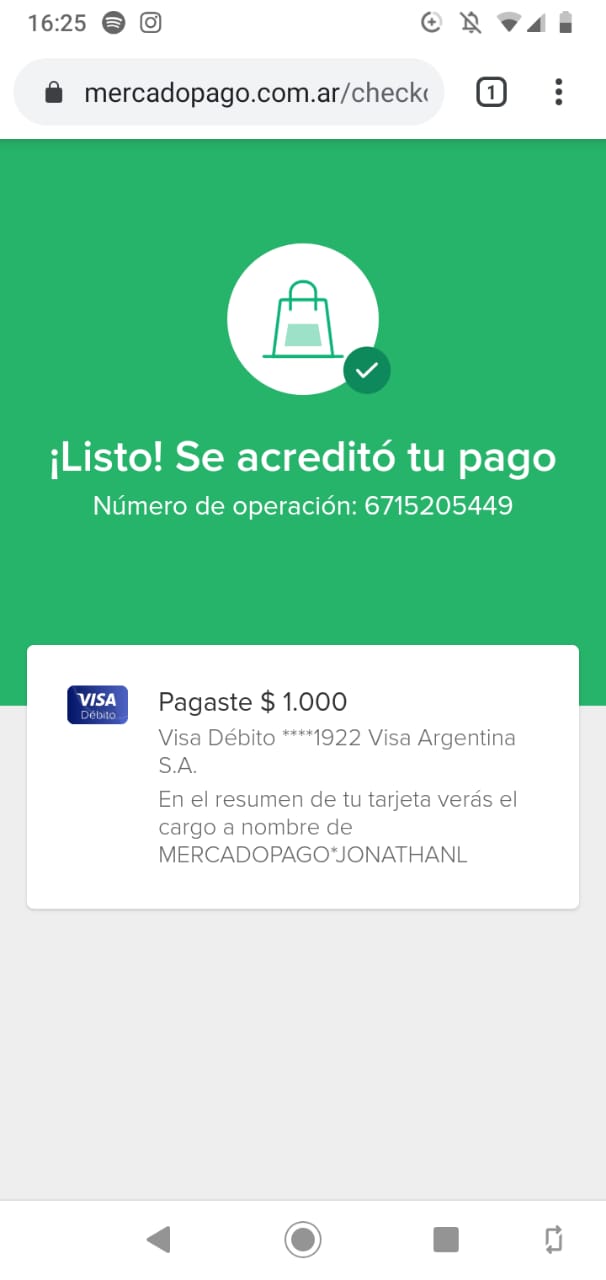 16:25
mercadopago.com.ar/check
1
¡Listo! Se acreditó tu pago
Número de operación: 6715205449
VISA
Débito
Pagaste $ 1.000
Visa Débito ****1922 Visa Argentina
S.A.
En el resumen de tu tarjeta verás el
cargo a nombre de
MERCADOPAGO*JONATHANL